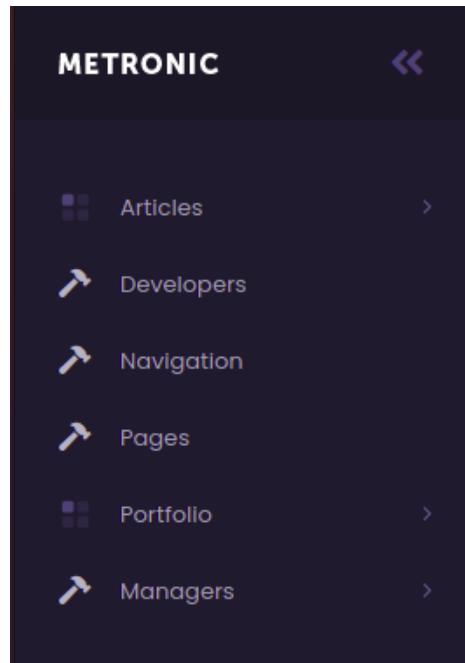 METRONIC
Articles
Developers
Navigation
Pages
Portfolio
Managers